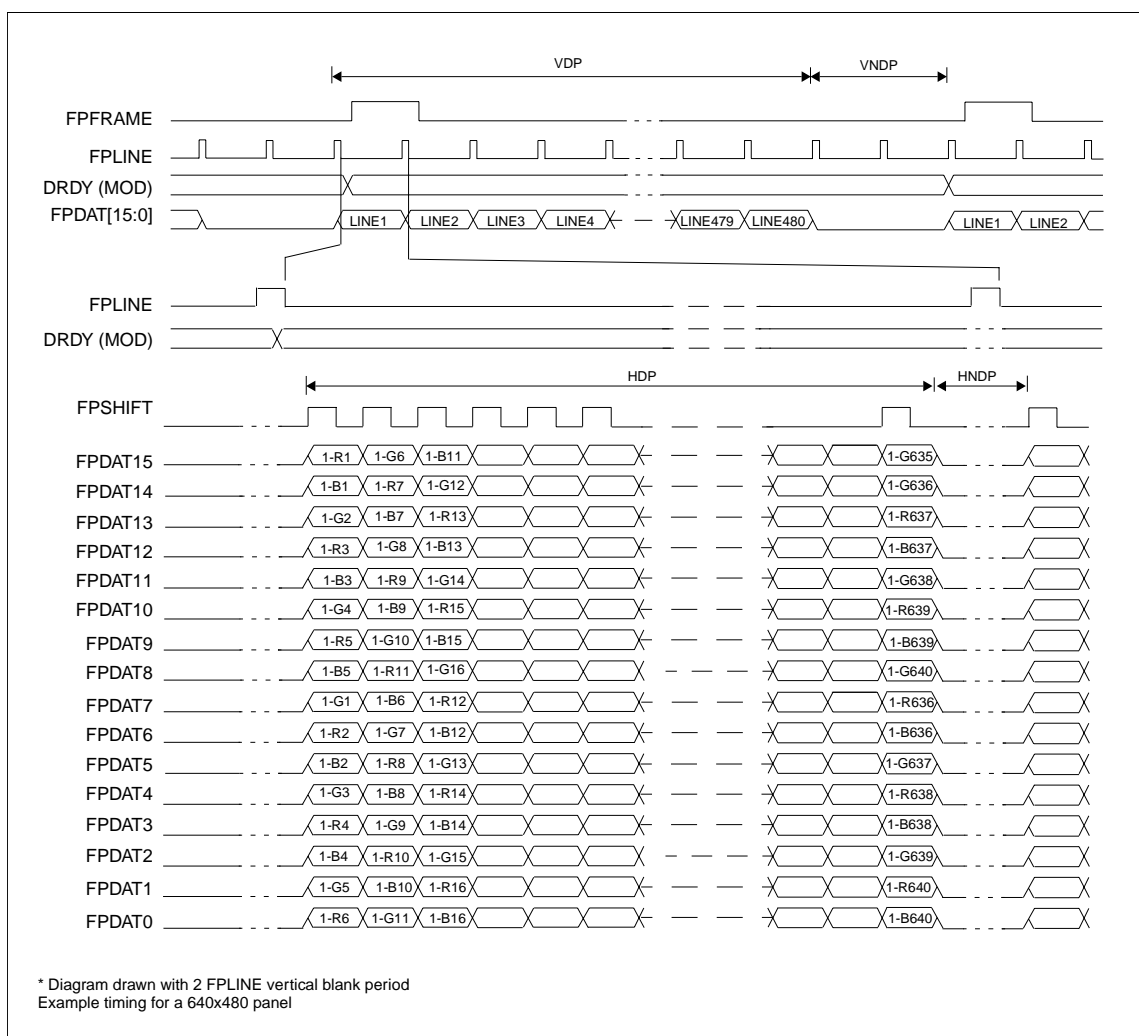 VDP VNDP
FPFRAME
FPLINE
DRDY (MOD)
FPDAT[15:0] LINE1 LINE2 LINE3 LINE4 LINE479 LINE480 LINE1 LINE2
FPLINE
DRDY (MOD)
HDP HNDP
FPSHIFT
FPDAT15 1-R1 1-G6 1-B11 1-G635
FPDAT14 1-B1 1-R7 1-G12 1-G636
FPDAT13 1-G2 1-B7 1-R13 1-R637
FPDAT12 1-R3 1-G8 1-B13 1-B637
FPDAT11 1-B3 1-R9 1-G14 1-G638
FPDAT10 1-G4 1-B9 1-R15 1-R639
FPDAT9 1-R5 1-G10 1-B15 1-B639
FPDAT8 1-B5 1-R11 1-G16 1-G640
FPDAT7 1-G1 1-B6 1-R12 1-R636
FPDAT6 1-R2 1-G7 1-B12 1-B636
FPDAT5 1-B2 1-R8 1-G13 1-G637
FPDAT4 1-G3 1-B8 1-R14 1-R638
FPDAT3 1-R4 1-G9 1-B14 1-B638
FPDAT2 1-B4 1-R10 1-G15 1-G639
FPDAT1 1-G5 1-B10 1-R16 1-R640
FPDAT0 1-R6 1-G11 1-B16 1-B640
* Diagram drawn with 2 FPLINE vertical blank period
Example timing for a 640x480 panel